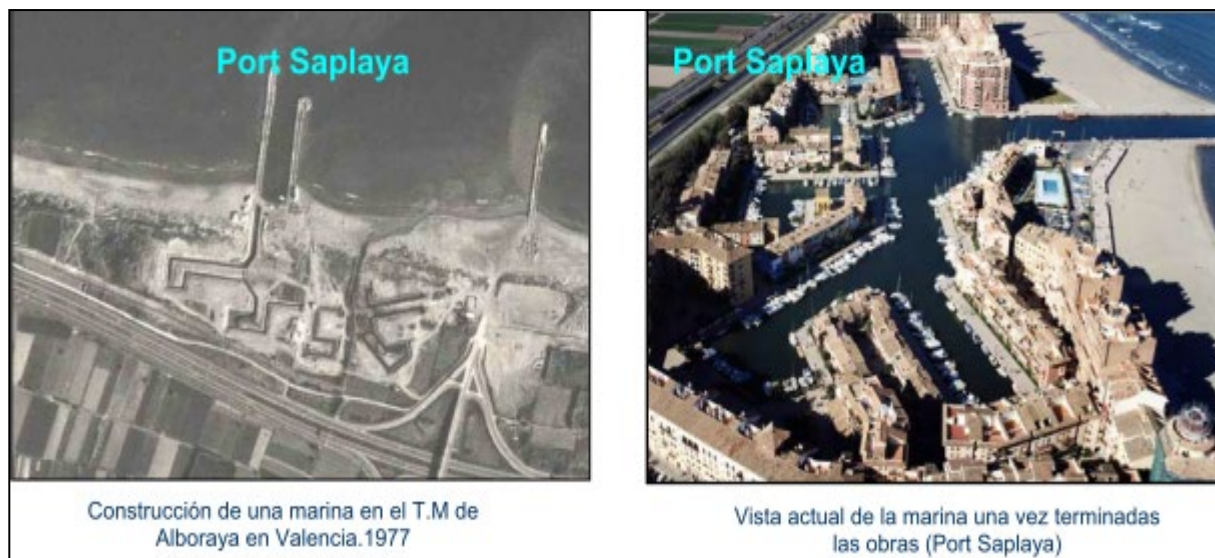 Port Saplaya
Port Saplaya
Construcción de una marina en el T.M de
Alboraya en Valencia.1977
Vista actual de la marina una vez terminadas
las obras (Port Saplaya)